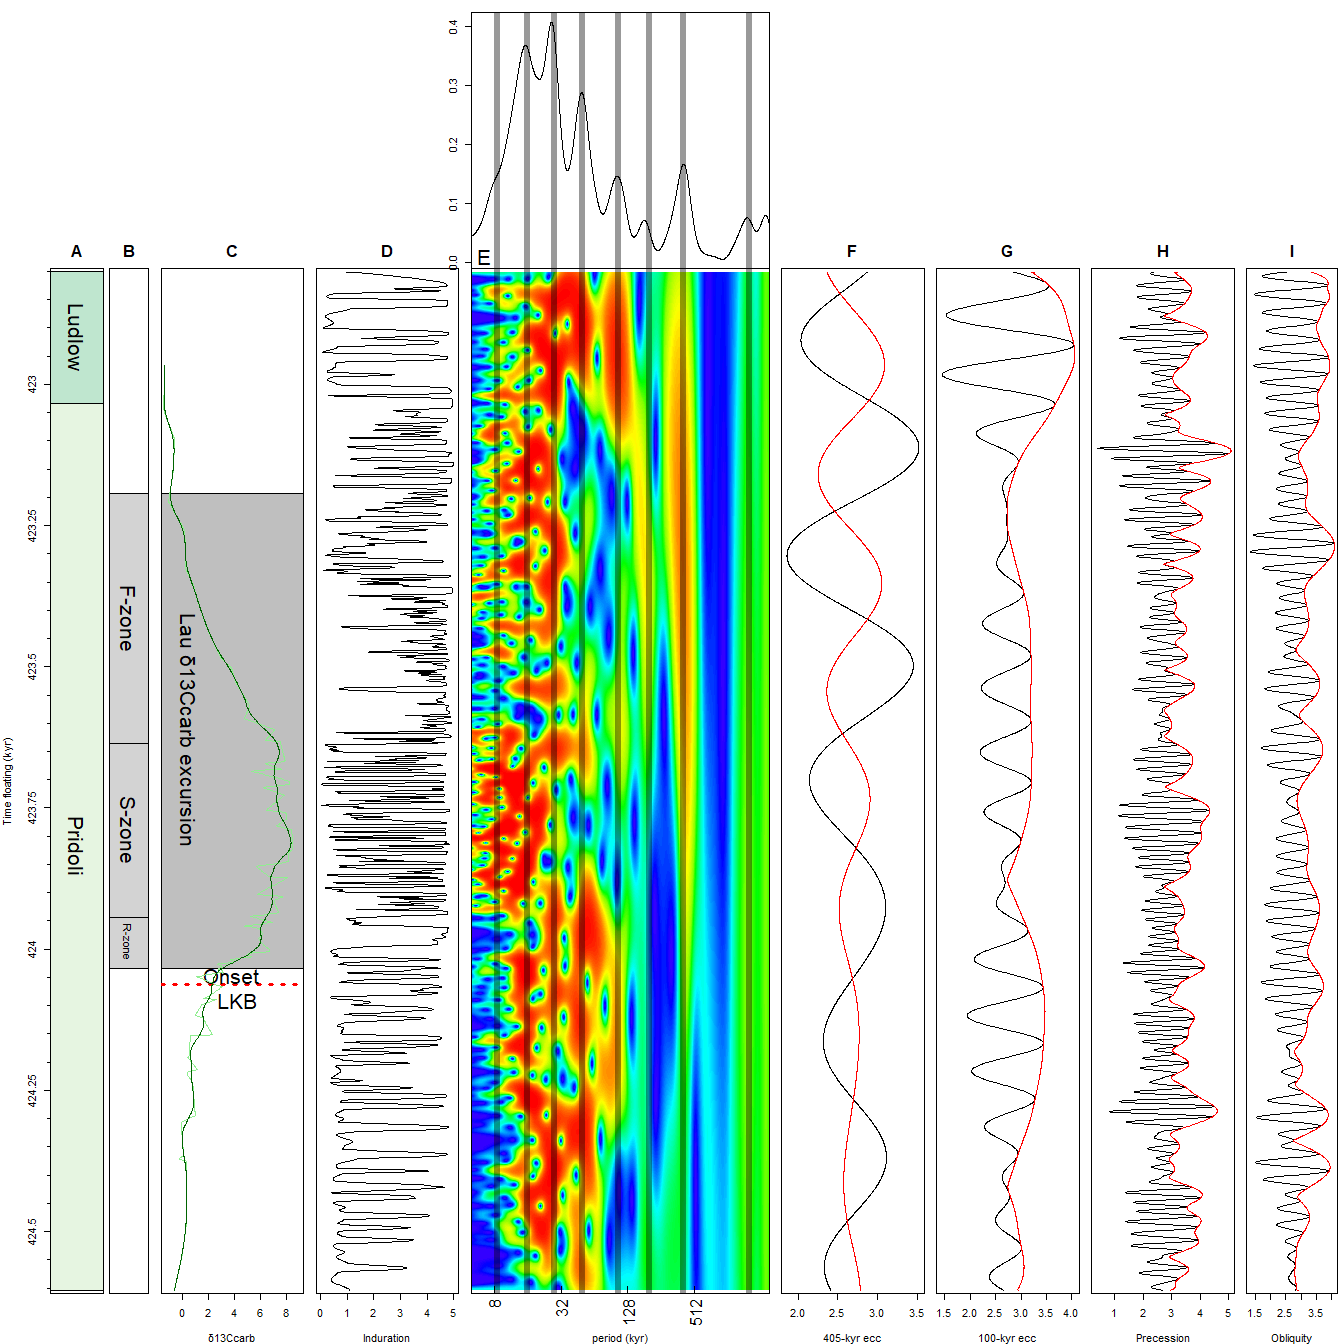 0.4
0.3
0.2
0.1
0.0
A
B
C
D
E
F
G
H
I
Ludlow
Pridoli
F-zone
S-zone
R-zone
Lau δ13Ccarb excursion
Onset
LKB
Time floating (kyr)
423
423.25
423.5
423.75
424
424.25
424.5
0 2 4 6 8
0 1 2 3 4 5
8 32 128 512
2.0 2.5 3.0 3.5
1.5 2.0 2.5 3.0 3.5 4.0
1 2 3 4 5
1.5 2.5 3.5
δ13Ccarb
Induration
period (kyr)
405-kyr ecc
100-kyr ecc
Precession
Obliquity